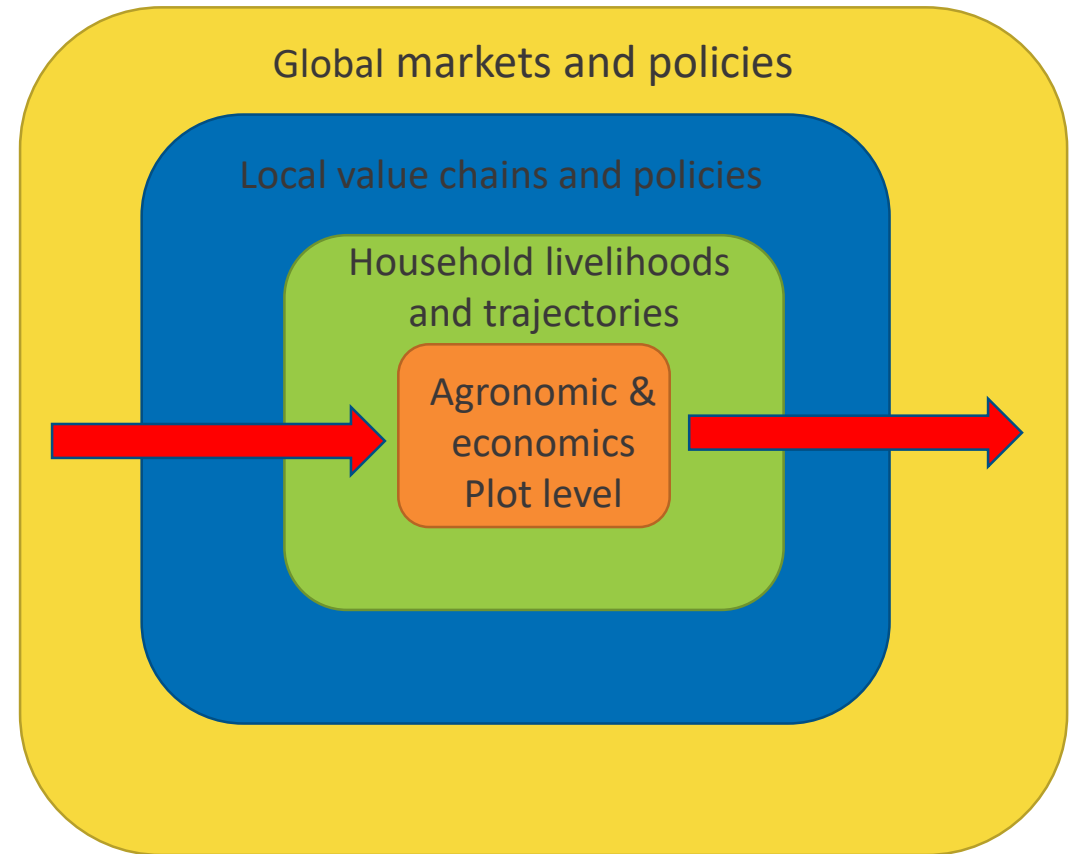 Global markets and policies
Local value chains and policies
Household livelihoods
and trajectories
Agronomic &
economics
Plot level